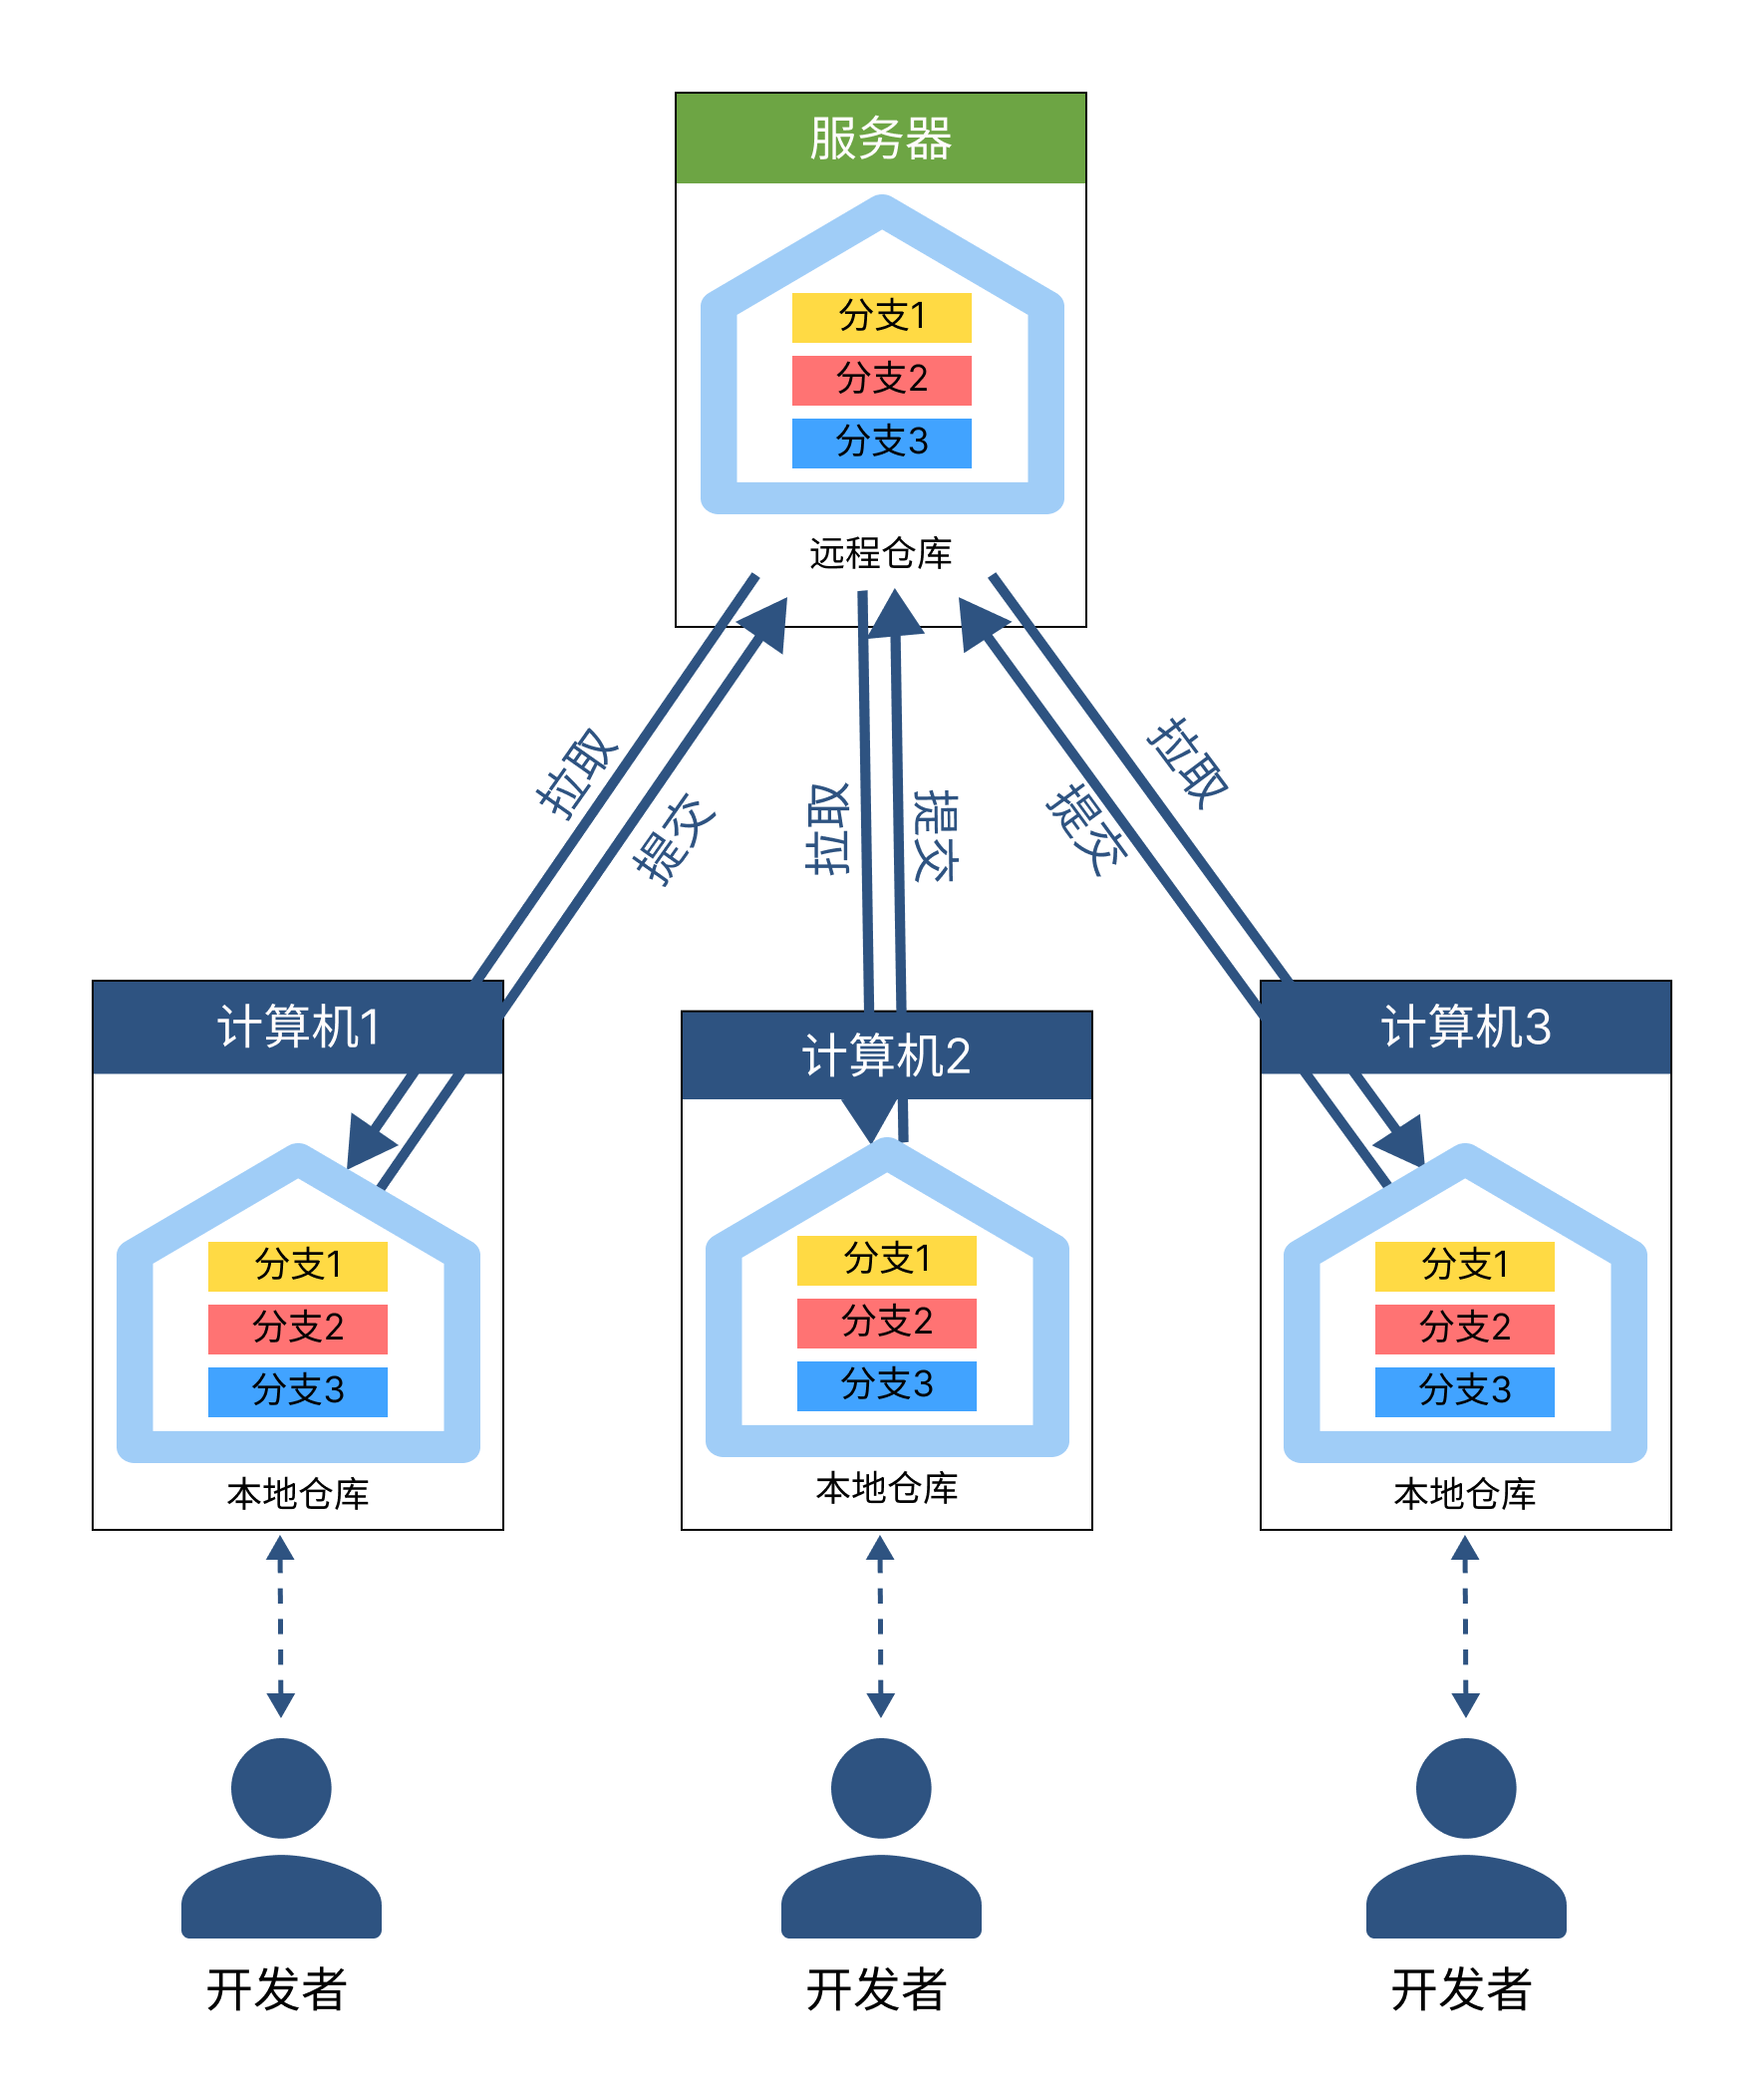 服务器
分支1
分支2
分支3
远程仓库
拉取
提交
拉取
提交
提交
拉取
计算机1
分支1
分支2
分支3
本地仓库
计算机2
分支1
分支2
分支3
本地仓库
计算机3
分支1
分支2
分支3
本地仓库
开发者
开发者
开发者